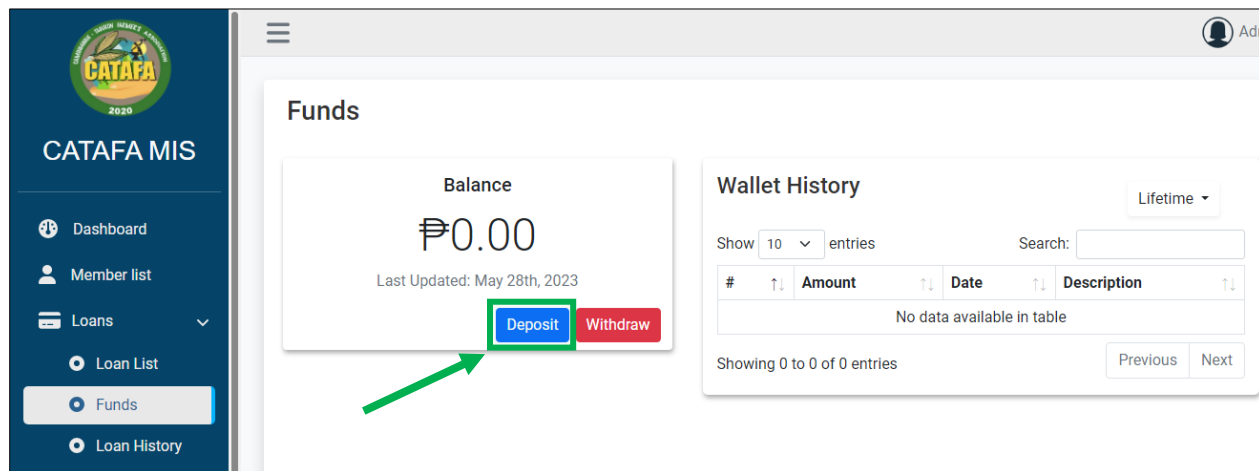 CATAFA
2020
CATAFA MIS
Dashboard
Member list
Loans
Loan List
Funds
Loan History
Funds
Balance
₱0.00
Last Updated: May 28th, 2023
Deposit Withdraw
Wallet History
Lifetime
Show 10 entries Search:
# Amount Date Description
No data available in table
Showing 0 to 0 of 0 entries
Previous Next